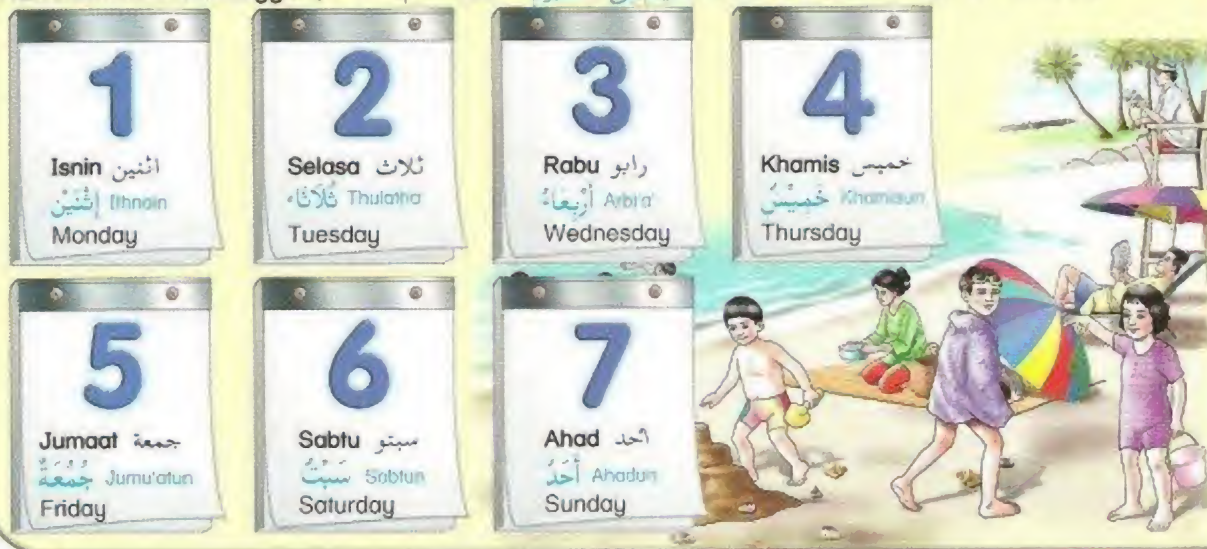 1
Isnin اثنين
إِثْنَيْنِ Ithnain
Monday
2
Selasa ثلاث
ثُلَاثَاء Thulatha
Tuesday
3
Rabu رابو
أَرْبِعَاءُ Arbi'a'
Wednesday
4
Khamis خميس
خَمِيْسٌ Khamisun
Thursday
5
Jumaat جمعة
جُمُعَةٌ Jumu'atun
Friday
6
Sabtu سبتو
سَبْتٌ Sabtun
Saturday
7
Ahad احد
أَحَدٌ Ahadun
Sunday